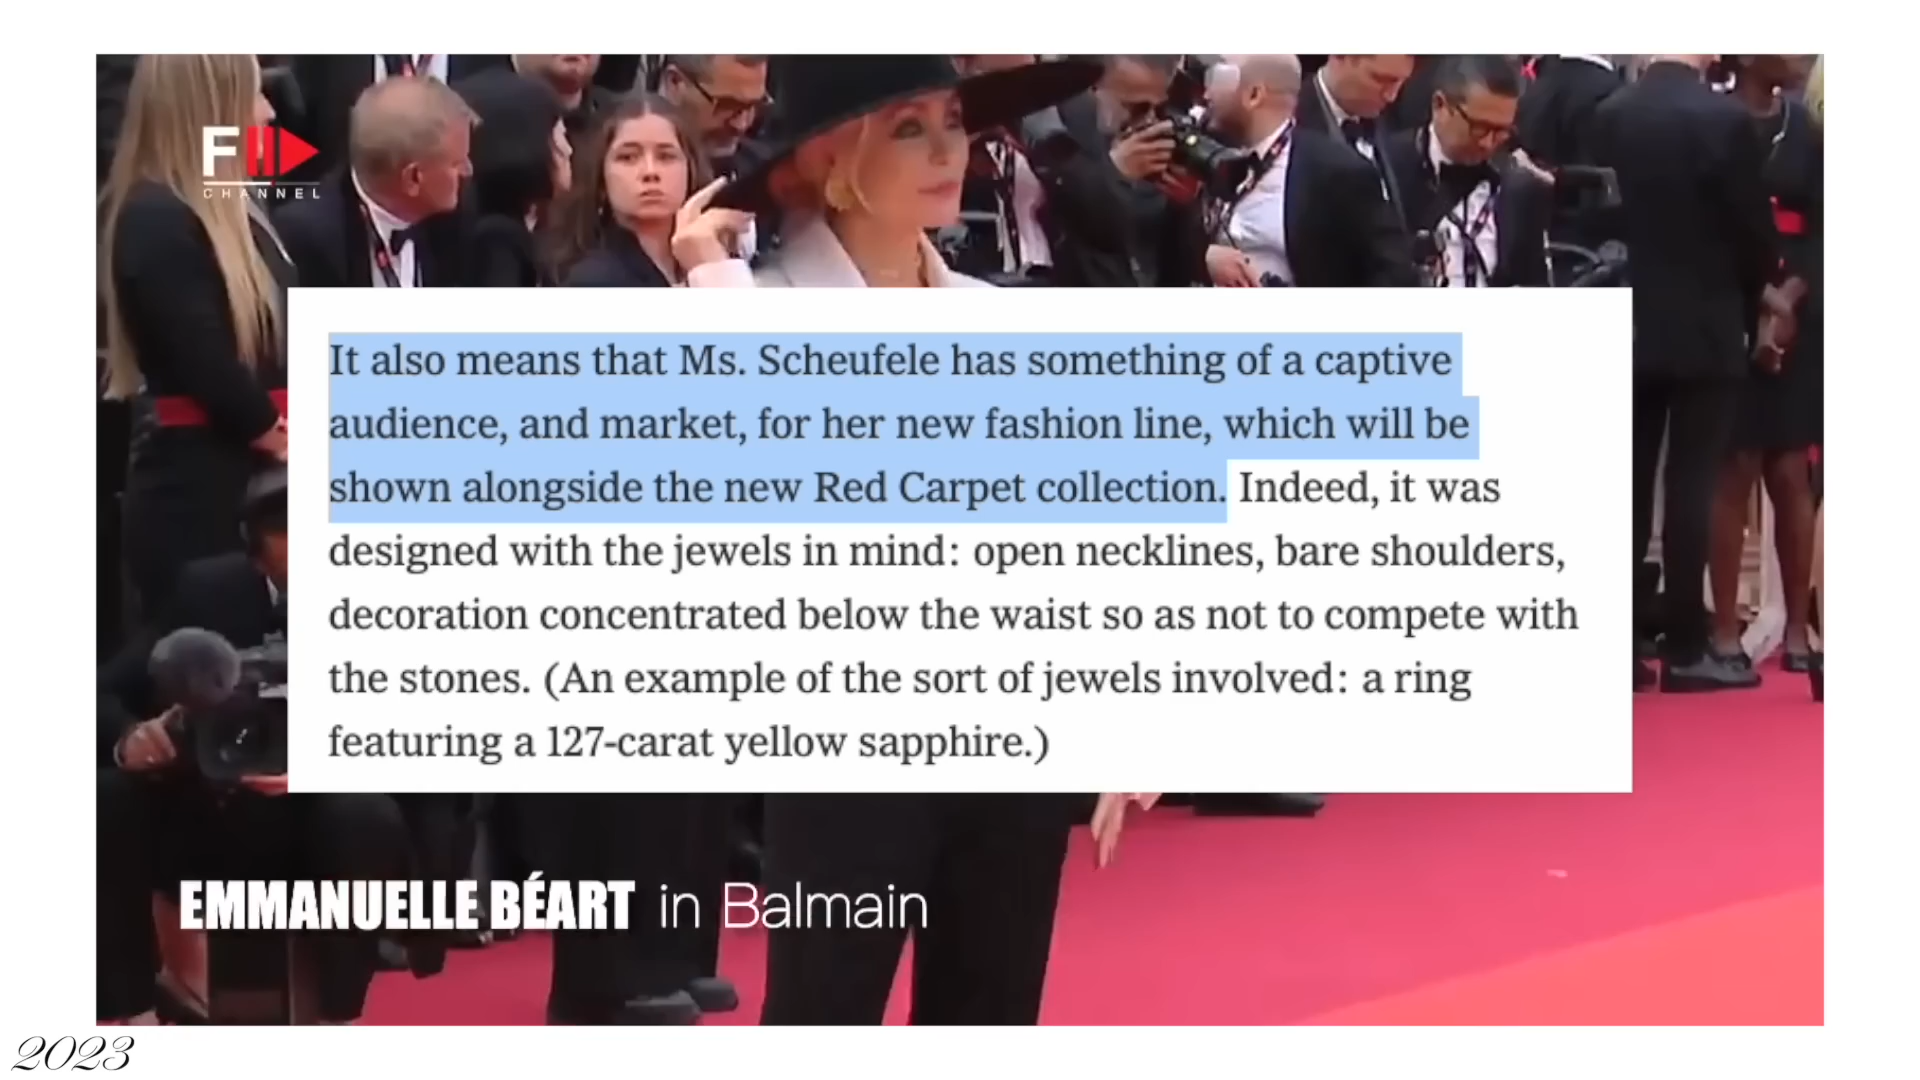 FII
CHANNEL
It also means that Ms. Scheufele has something of a captive
audience, and market, for her new fashion line, which will be
shown alongside the new Red Carpet collection. Indeed, it was
designed with the jewels in mind: open necklines, bare shoulders,
decoration concentrated below the waist so as not to compete with
the stones. (An example of the sort of jewels involved: a ring
featuring a 127-carat yellow sapphire.)
EMMANUELLE BÉART in Balmain
2023